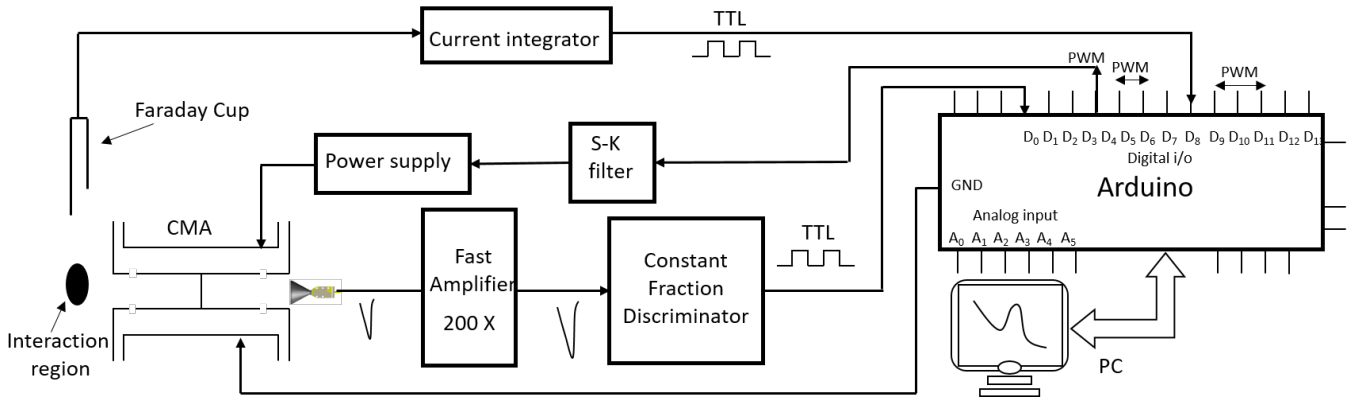 TTL
Current integrator
PWM
PWM
PWM
Faraday Cup
S-K
filter
Power supply
D0 D1 D2 D3 D4 D5 D6 D7 D8 D9 D10 D11 D12 D13
Digital i/o
Arduino
GND
Analog input
A0 A1 A2 A3 A4 A5
CMA
TTL
Fast
Amplifier
200 X
Constant
Fraction
Discriminator
Interaction
region
PC